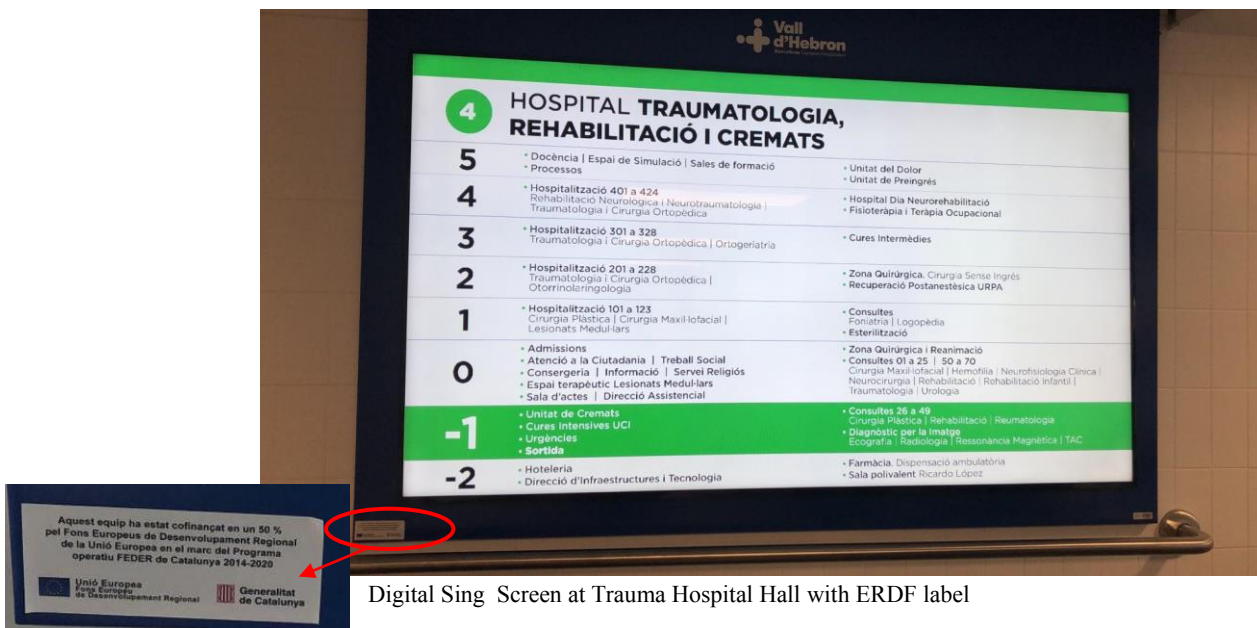 Vall
d'Hebron
4
HOSPITAL TRAUMATOLOGIA,
REHABILITACIÓ I CREMATS
5
• Docència | Espai de Simulació | Sales de formació
• Processos
• Unitat del Dolor
• Unitat de Preingrés
4
• Hospitalització 401 a 424
Rehabilitació Neurològica i Neurotraumatologia |
Traumatologia i Cirurgia Ortopèdica
• Hospital Dia Neurorehabilitació
• Fisioteràpia i Teràpia Ocupacional
3
• Hospitalització 301 a 328
Traumatologia i Cirurgia Ortopèdica | Ortogeriatria
• Cures Intermèdies
2
• Hospitalització 201 a 228
Traumatologia i Cirurgia Ortopèdica |
Otorrinolaringologia
• Zona Quirúrgica. Cirurgia Sense Ingrés
• Recuperació Postanestèsica URPA
1
• Hospitalització 101 a 123
Cirurgia Plàstica | Cirurgia Maxil·lofacial |
Lesionats Medul·lars
• Consultes
Foniatria | Logopèdia
• Esterilització
0
• Admissions
• Atenció a la Ciutadania | Treball Social
• Consergeria | Informació | Servei Religiós
• Espai terapèutic Lesionats Medul·lars
• Sala d'actes | Direcció Assistencial
• Zona Quirúrgica i Reanimació
• Consultes 01 a 25 | 50 a 70
Cirurgia Maxil·lofacial | Hemofília | Neurofisiologia Clínica |
Neurocirurgia | Rehabilitació | Rehabilitació Infantil |
Traumatologia | Urologia
-1
• Unitat de Cremats
• Cures Intensives UCI
• Urgències
• Sortida
• Consultes 26 a 49
Cirurgia Plàstica | Rehabilitació | Reumatologia
• Diagnòstic per la Imatge
Ecografia | Radiologia | Ressonància Magnètica | TAC
-2
• Hoteleria
• Direcció d'Infraestructures i Tecnologia
• Farmàcia. Dispensació ambulatòria
• Sala polivalent Ricardo López
Aquest equip ha estat cofinançat en un 50 %
pel Fons Europeus de Desenvolupament Regional
de la Unió Europea en el marc del Programa
operatiu FEDER de Catalunya 2014-2020
Unió Europea
Fons Europeu
de Desenvolupament Regional
Generalitat
de Catalunya
Digital Sing Screen at Trauma Hospital Hall with ERDF label